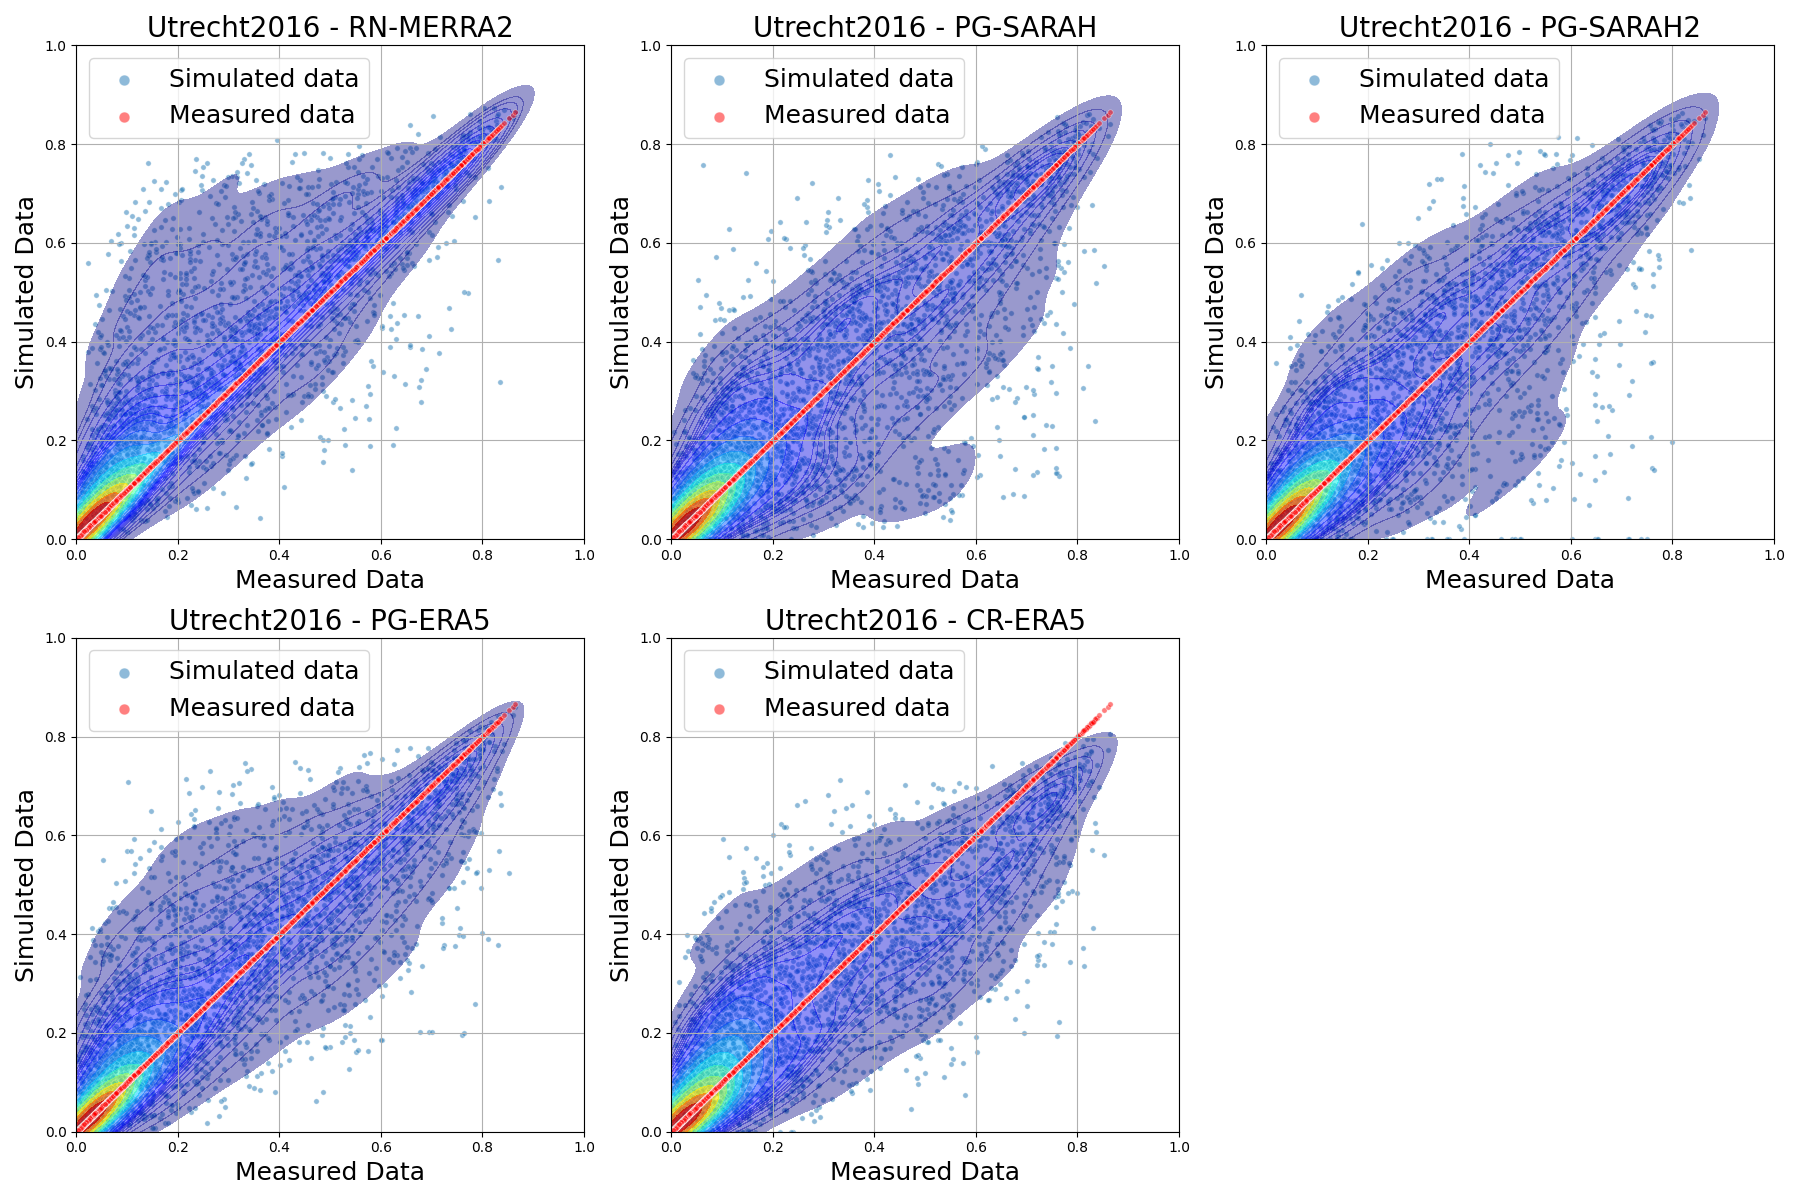 Utrecht2016 - RN-MERRA2
Simulated data
Measured data
Simulated Data
1.0
0.8
0.6
0.4
0.2
0.0
0.0 0.2 0.4 0.6 0.8 1.0
Measured Data
Utrecht2016 - PG-SARAH
Simulated data
Measured data
Simulated Data
1.0
0.8
0.6
0.4
0.2
0.0
0.0 0.2 0.4 0.6 0.8 1.0
Measured Data
Utrecht2016 - PG-SARAH2
Simulated data
Measured data
Simulated Data
1.0
0.8
0.6
0.4
0.2
0.0
0.0 0.2 0.4 0.6 0.8 1.0
Measured Data
Utrecht2016 - PG-ERA5
Simulated data
Measured data
Simulated Data
1.0
0.8
0.6
0.4
0.2
0.0
0.0 0.2 0.4 0.6 0.8 1.0
Measured Data
Utrecht2016 - CR-ERA5
Simulated data
Measured data
Simulated Data
1.0
0.8
0.6
0.4
0.2
0.0
0.0 0.2 0.4 0.6 0.8 1.0
Measured Data